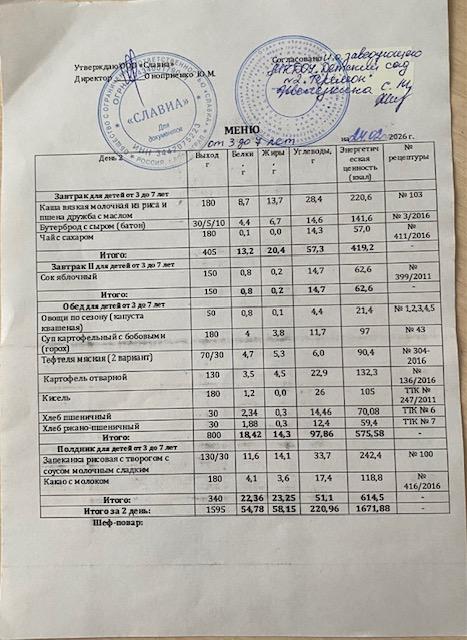 Утверждаю ООО «Славиа»
Директор Оноприенко Ю.М.
Согласовано и.о заведующего
Детский сад
№2 "Теремок"
«СЛАВИА»
Для
документов
ИНН 3442075223
РОССИЯ
МЕНЮ
от 3 до 7 лет
на 24.02 2026 г.
День 2 | Выход г | Белки, г | Жиры, г | Углеводы, г | Энергетич еская ценность (ккал) | № рецептуры
Завтрак для детей от 3 до 7 лет
Каша вязкая молочная из риса и пшена дружба с маслом | 180 | 8,7 | 13,7 | 28,4 | 220,6 | № 103
Бутерброд с сыром (батон) | 30/5/10 | 4,4 | 6,7 | 14,6 | 141,6 | № 3/2016
Чай с сахаром | 180 | 0,1 | 0,0 | 14,3 | 57,0 | № 411/2016
Итого: | 405 | 13,2 | 20,4 | 57,3 | 419,2 | -
Завтрак II для детей от 3 до 7 лет
Сок яблочный | 150 | 0,8 | 0,2 | 14,7 | 62,6 | № 399/2011
Итого: | 150 | 0,8 | 0,2 | 14,7 | 62,6 | -
Обед для детей от 3 до 7 лет
Овощи по сезону (капуста квашеная) | 50 | 0,8 | 0,1 | 4,4 | 21,4 | № 1,2,3,4,5
Суп картофельный с бобовыми (горох) | 180 | 4 | 3,8 | 11,7 | 97 | № 43
Тефтеля мясная (2 вариант) | 70/30 | 4,7 | 5,3 | 6,0 | 90,4 | № 304-2016
Картофель отварной | 130 | 3,5 | 4,5 | 22,9 | 132,3 | № 136/2016
Кисель | 180 | 1,2 | 0,0 | 26 | 105 | ТТК № 247/2011
Хлеб пшеничный | 30 | 2,34 | 0,3 | 14,46 | 70,08 | ТТК № 6
Хлеб ржано-пшеничный | 30 | 1,88 | 0,3 | 12,4 | 59,4 | ТТК № 7
Итого: | 800 | 18,42 | 14,3 | 97,86 | 575,58 | -
Полдник для детей от 3 до 7 лет
Запеканка рисовая с творогом с соусом молочным сладким | 130/30 | 11,6 | 14,1 | 33,7 | 242,4 | № 100
Какао с молоком | 180 | 4,1 | 3,6 | 17,4 | 118,8 | № 416/2016
Итого: | 340 | 22,36 | 23,25 | 51,1 | 614,5 | -
Итого за 2 день: | 1595 | 54,78 | 58,15 | 220,96 | 1671,88 | -
Шеф-повар: